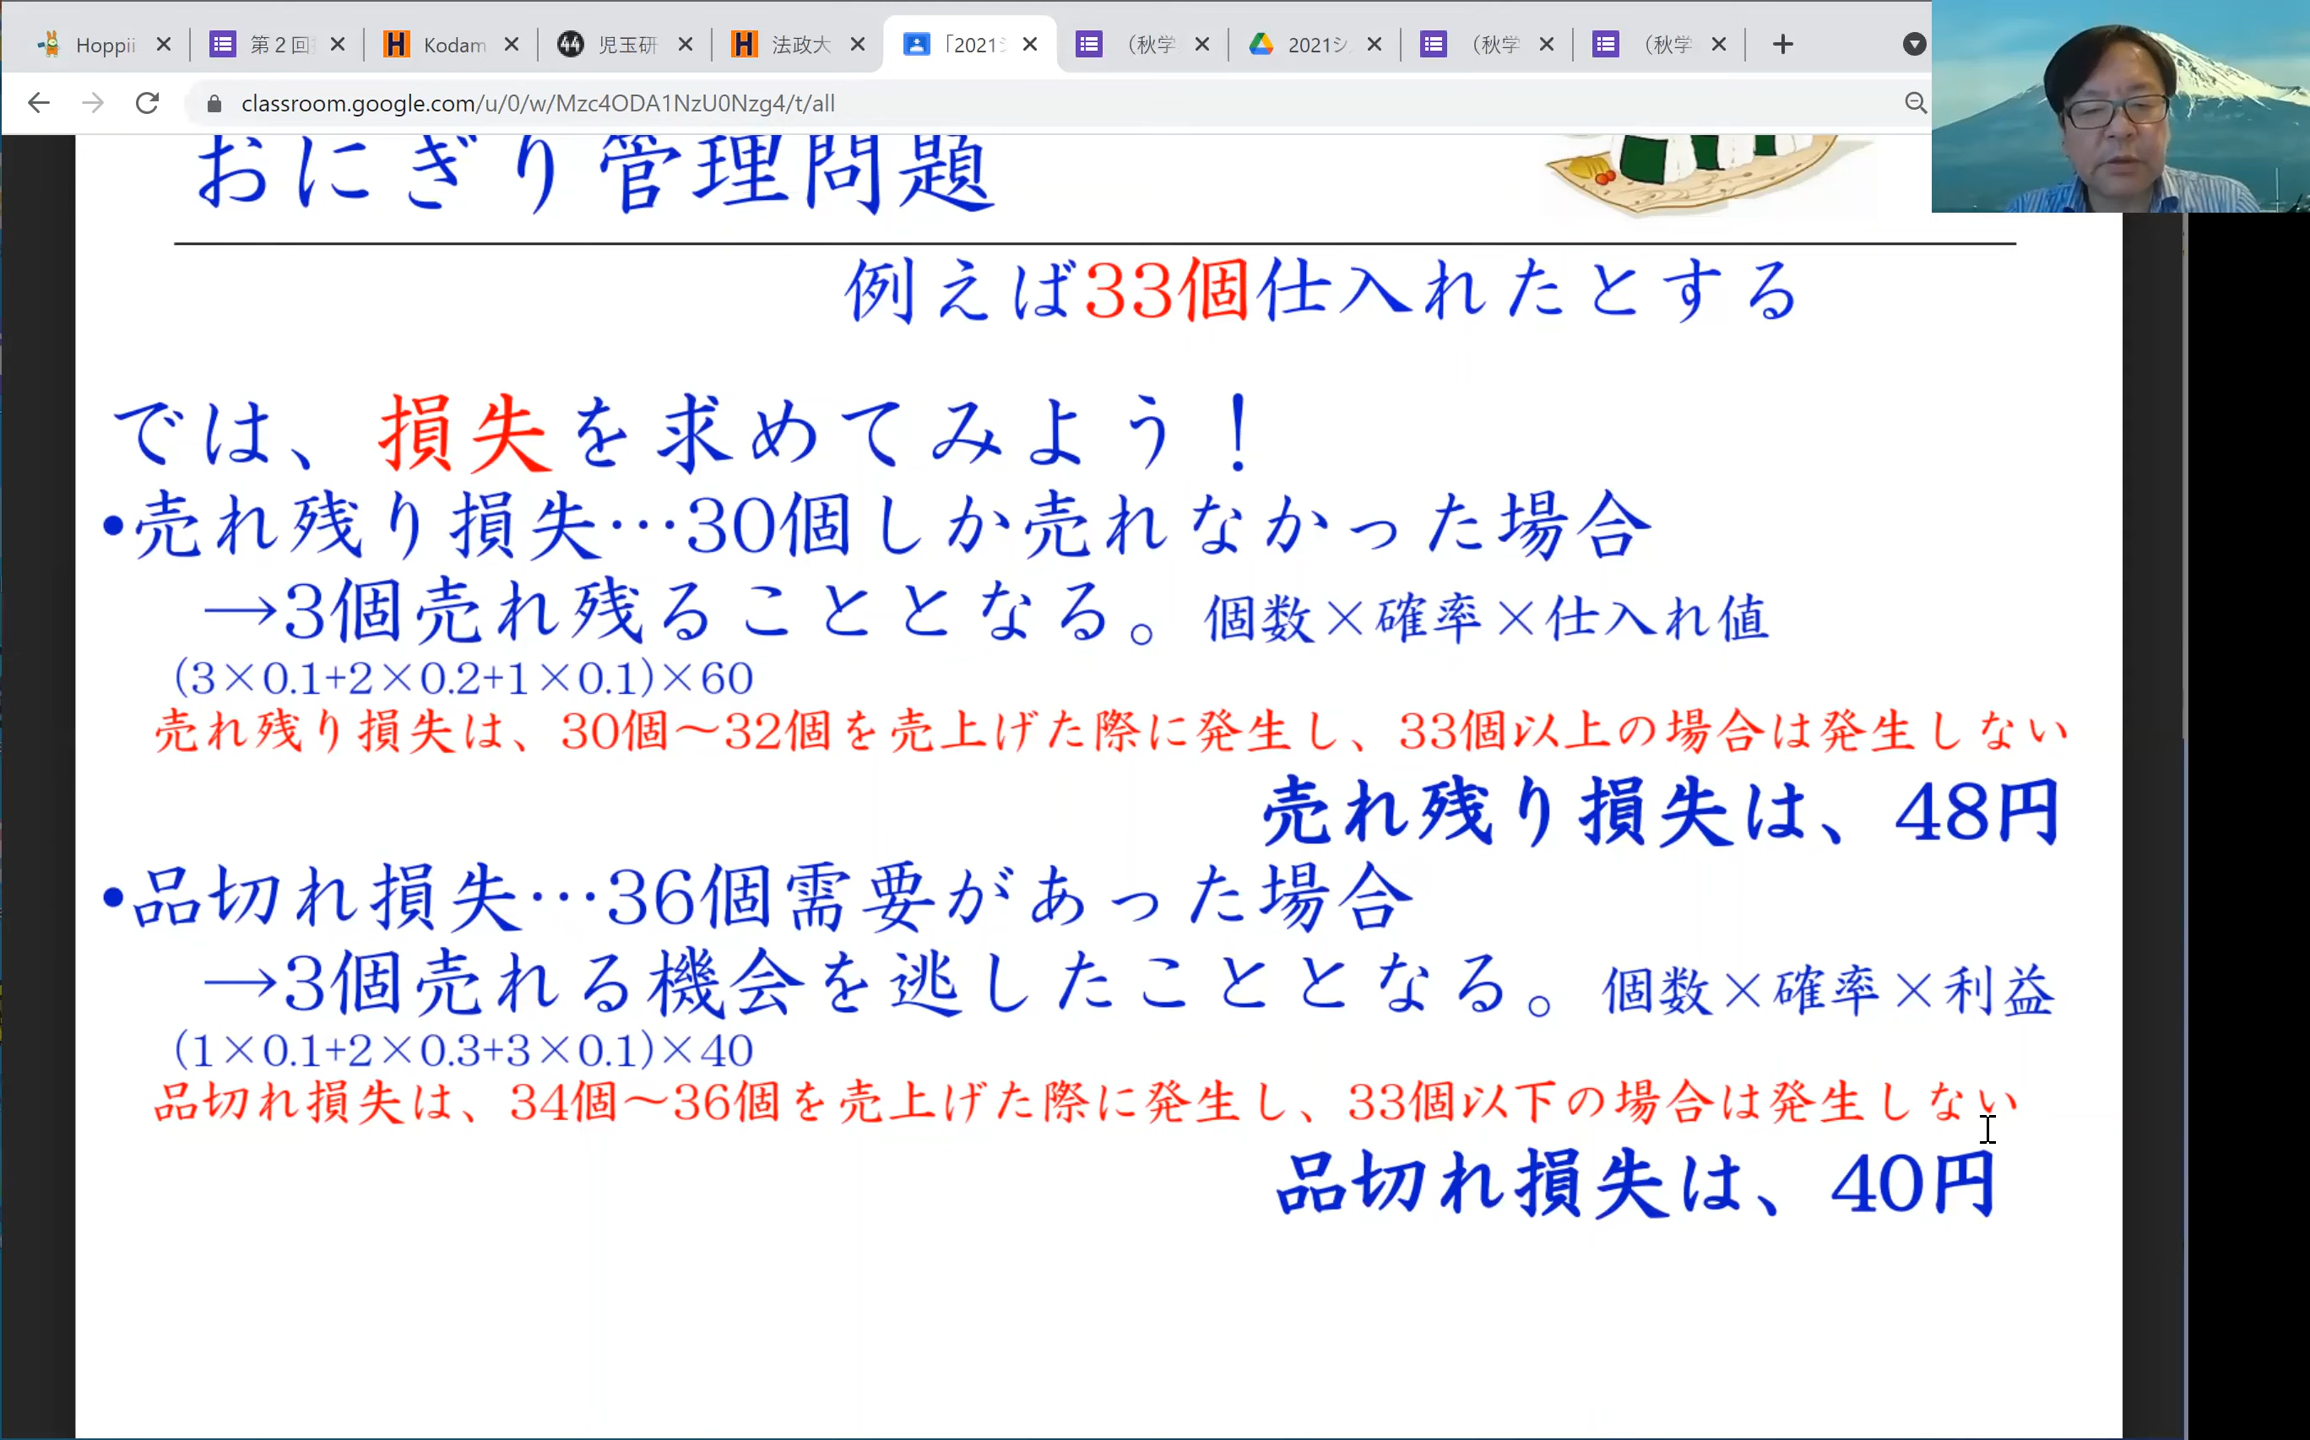 Hoppii
第２回
Kodam
児玉研
法政大
「2021
（秋学
2021シ
（秋学
（秋学
classroom.google.com/u/0/w/Mzc4ODA1NzU0Nzg4/t/all
おにぎり管理問題
例えば33個仕入れたとする
では、損失を求めてみよう！
•売れ残り損失…30個しか売れなかった場合
→3個売れ残ることとなる。個数×確率×仕入れ値
(3×0.1+2×0.2+1×0.1)×60
売れ残り損失は、30個～32個を売上げた際に発生し、33個以上の場合は発生しない
売れ残り損失は、48円
•品切れ損失…36個需要があった場合
→3個売れる機会を逃したこととなる。個数×確率×利益
(1×0.1+2×0.3+3×0.1)×40
品切れ損失は、34個～36個を売上げた際に発生し、33個以下の場合は発生しない
品切れ損失は、40円